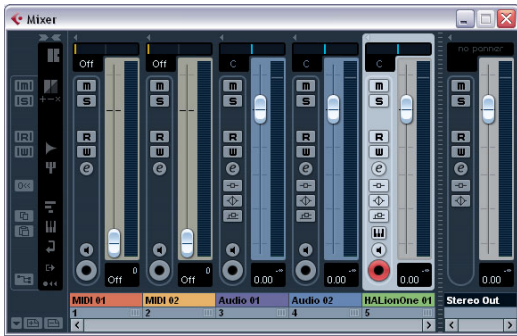 Mixer
no panner
Off Off C C C
m m m m m m
S S S S S S
R R R R R R
W W W W W W
e e e e e e
[M]
[S]
[R]
[W]
0 0 -∞ -∞ -∞ -∞
Off Off 0.00 0.00 0.00 0.00
MIDI 01 MIDI 02 Audio 01 Audio 02 HALionOne 01 Stereo Out
1 2 3 4 5